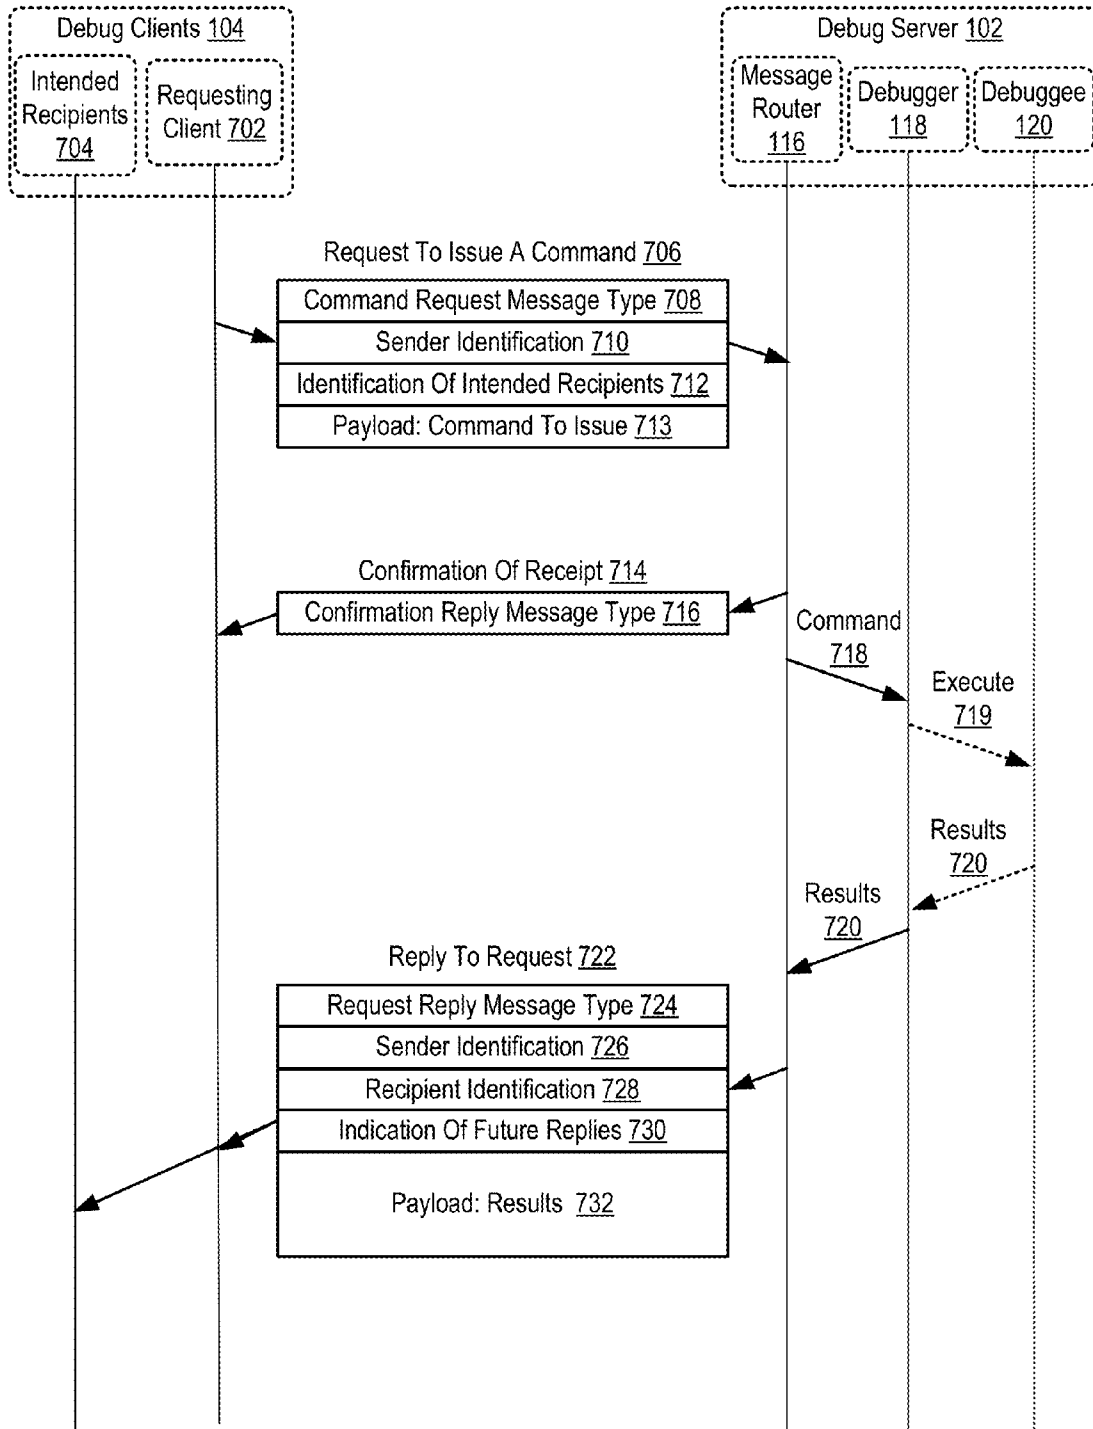 Debug Clients 104
Intended
Recipients
704
Requesting
Client 702
Debug Server 102
Message
Router
116
Debugger
118
Debuggee
120
Request To Issue A Command 706
Command Request Message Type 708
Sender Identification 710
Identification Of Intended Recipients 712
Payload: Command To Issue 713
Confirmation Of Receipt 714
Confirmation Reply Message Type 716
Command
718
Execute
719
Results
720
Results
720
Reply To Request 722
Request Reply Message Type 724
Sender Identification 726
Recipient Identification 728
Indication Of Future Replies 730
Payload: Results 732